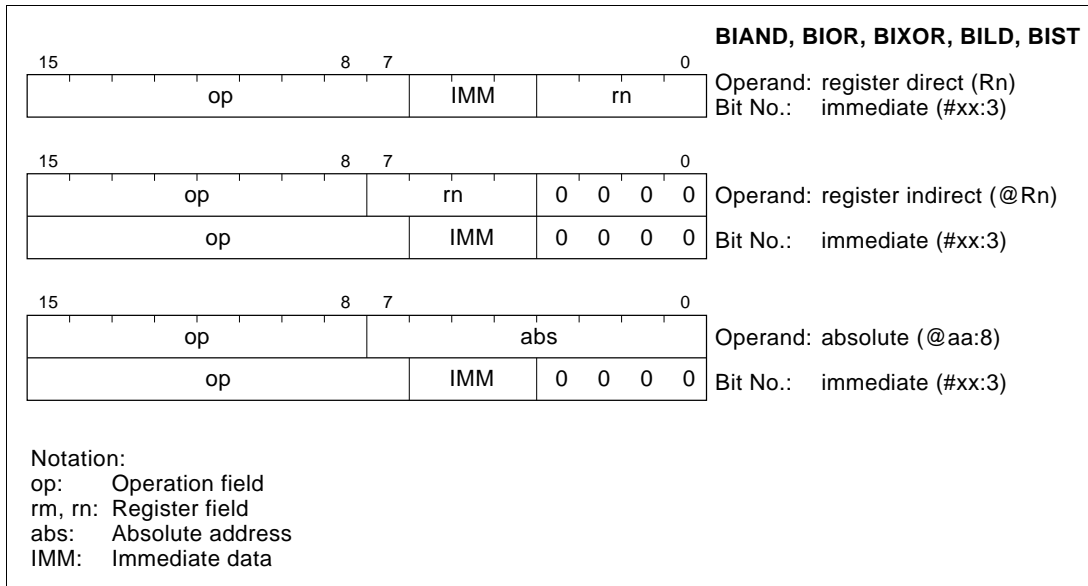 BIAND, BIOR, BIXOR, BILD, BIST
15 8 7 0
op IMM rn
Operand: register direct (Rn)
Bit No.: immediate (#xx:3)
15 8 7 0
op rn 0 0 0 0 Operand: register indirect (@Rn)
op IMM 0 0 0 0 Bit No.: immediate (#xx:3)
15 8 7 0
op abs Operand: absolute (@aa:8)
op IMM 0 0 0 0 Bit No.: immediate (#xx:3)
Notation:
op: Operation field
rm, rn: Register field
abs: Absolute address
IMM: Immediate data